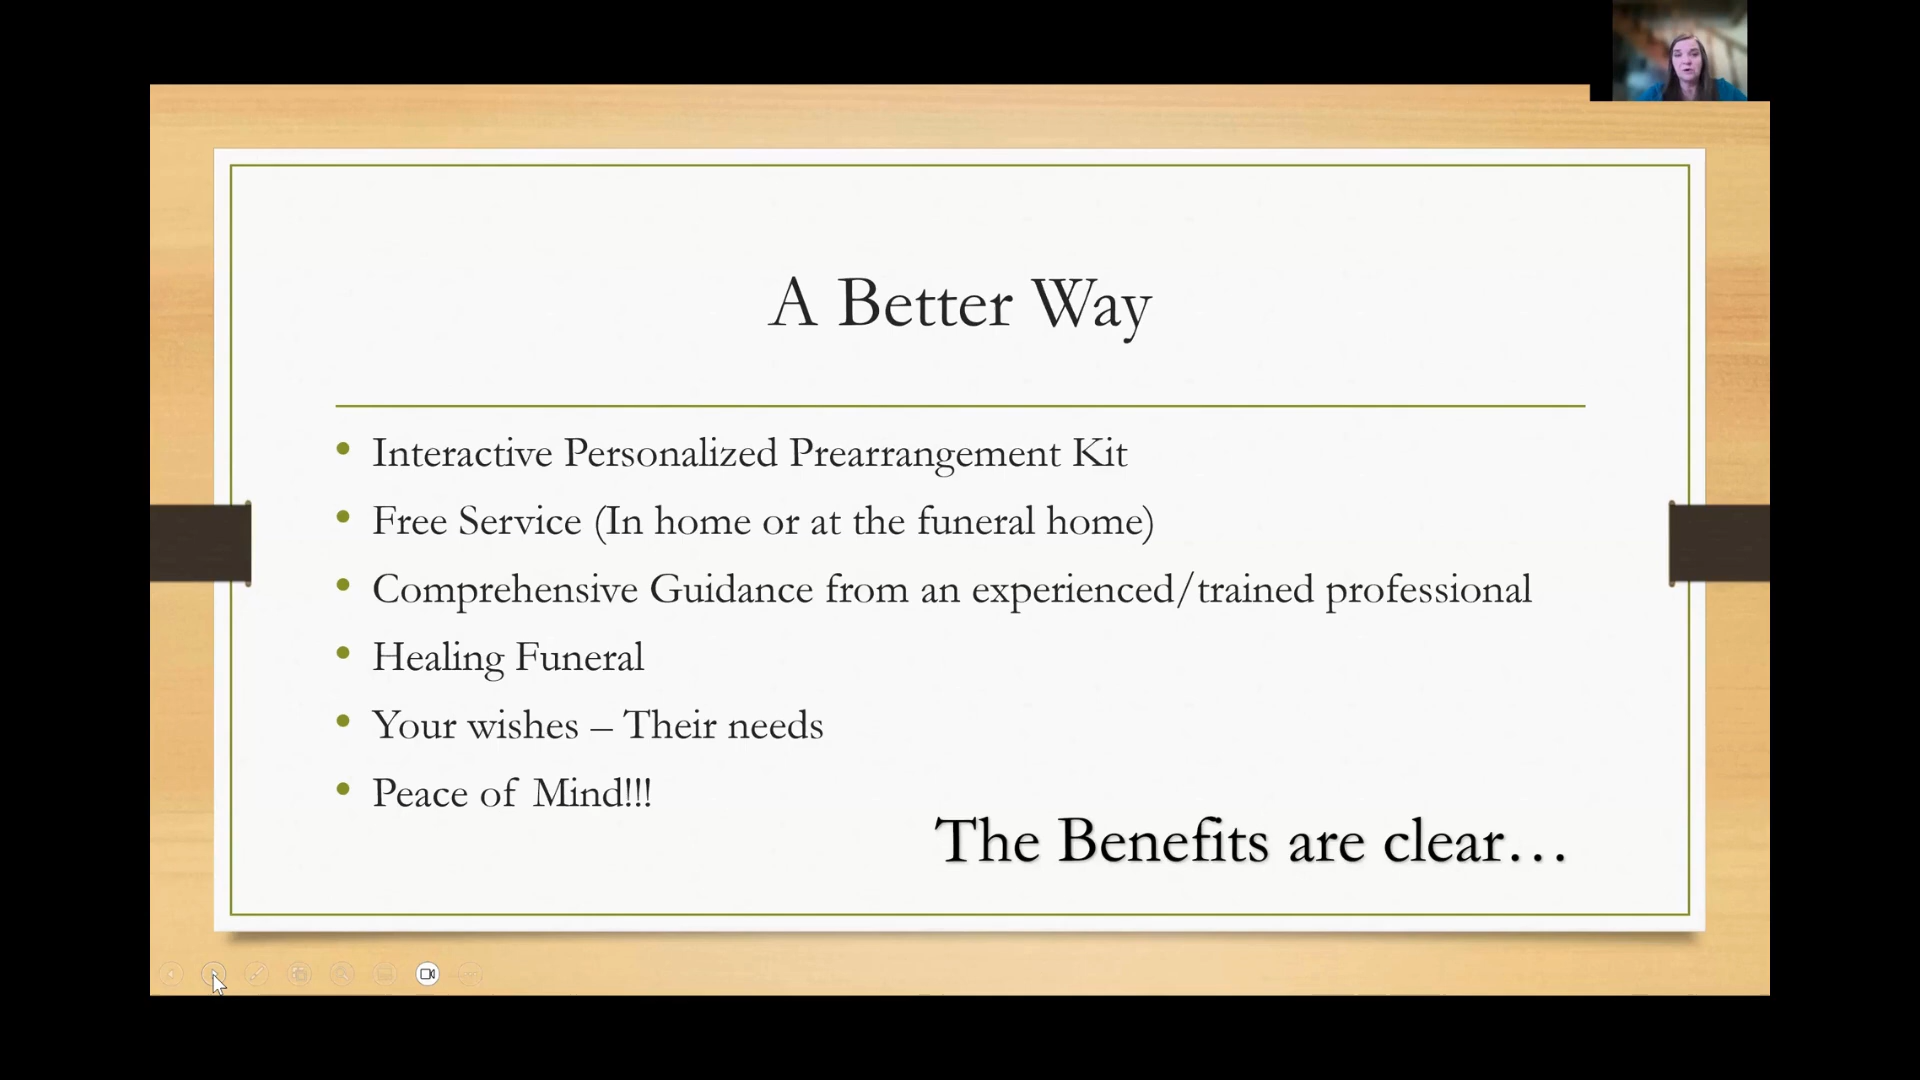 A Better Way
Interactive Personalized Prearrangement Kit
Free Service (In home or at the funeral home)
Comprehensive Guidance from an experienced/trained professional
Healing Funeral
Your wishes – Their needs
Peace of Mind!!!
The Benefits are clear…